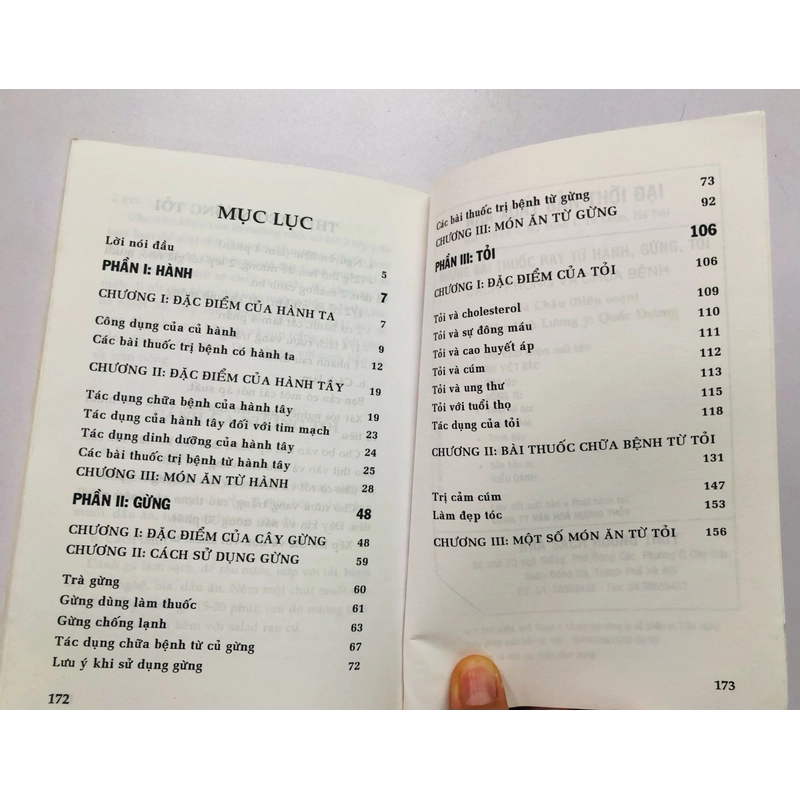 MỤC LỤC
Lời nói đầu 5
PHẦN I: HÀNH 7
CHƯƠNG I: ĐẶC ĐIỂM CỦA HÀNH TA 7
Công dụng của củ hành 9
Các bài thuốc trị bệnh có hành ta 12
CHƯƠNG II: ĐẶC ĐIỂM CỦA HÀNH TÂY 19
Tác dụng chữa bệnh của hành tây 19
Tác dụng của hành tây đối với tim mạch 23
Tác dụng dinh dưỡng của hành tây 24
Các bài thuốc trị bệnh từ hành tây 25
CHƯƠNG III: MÓN ĂN TỪ HÀNH 28
PHẦN II: GỪNG 48
CHƯƠNG I: ĐẶC ĐIỂM CỦA CÂY GỪNG 48
CHƯƠNG II: CÁCH SỬ DỤNG GỪNG 59
Trà gừng 60
Gừng dùng làm thuốc 61
Gừng chống lạnh 63
Tác dụng chữa bệnh từ củ gừng 67
Lưu ý khi sử dụng gừng 72
172
Các bài thuốc trị bệnh từ gừng 73
CHƯƠNG III: MÓN ĂN TỪ GỪNG 92
PHẦN III: TỎI 106
CHƯƠNG I: ĐẶC ĐIỂM CỦA TỎI 106
Tỏi và cholesterol 109
Tỏi và sự đông máu 110
Tỏi và cao huyết áp 111
Tỏi và cúm 112
Tỏi và ung thư 113
Tỏi với tuổi thọ 115
Tác dụng của tỏi 118
CHƯƠNG II: BÀI THUỐC CHỮA BỆNH TỪ TỎI 131
Trị cảm cúm 147
Làm đẹp tóc 153
CHƯƠNG III: MỘT SỐ MÓN ĂN TỪ TỎI 156
173